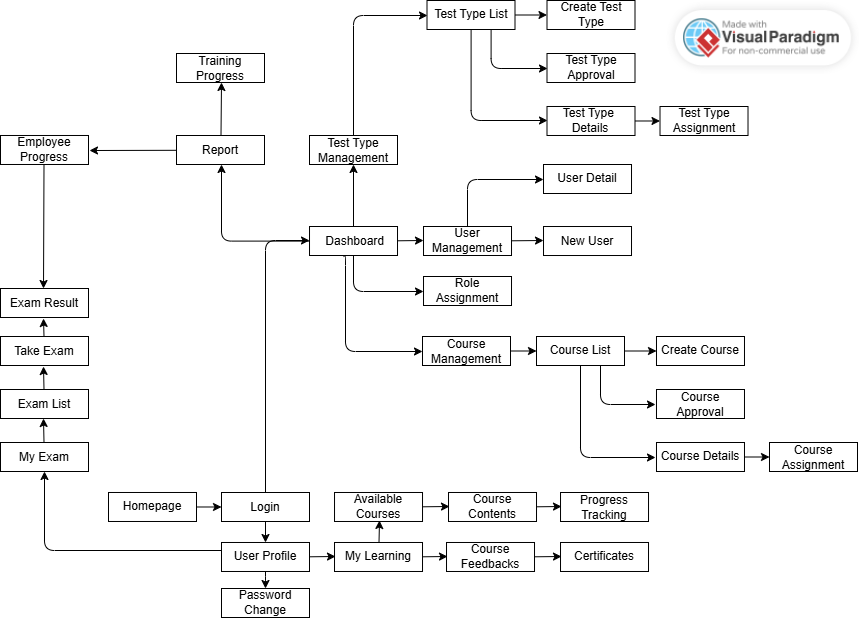 Test Type List
Create Test
Type
Made with
VisualParadigm
For non-commercial use
Training
Progress
Test Type
Approval
Test Type
Details
Test Type
Assignment
Employee
Progress
Report
Test Type
Management
User Detail
Dashboard
User
Management
New User
Role
Assignment
Exam Result
Take Exam
Course
Management
Course List
Create Course
Exam List
Course
Approval
My Exam
Course Details
Course
Assignment
Homepage
Login
Available
Courses
Course
Contents
Progress
Tracking
User Profile
My Learning
Course
Feedbacks
Certificates
Password
Change